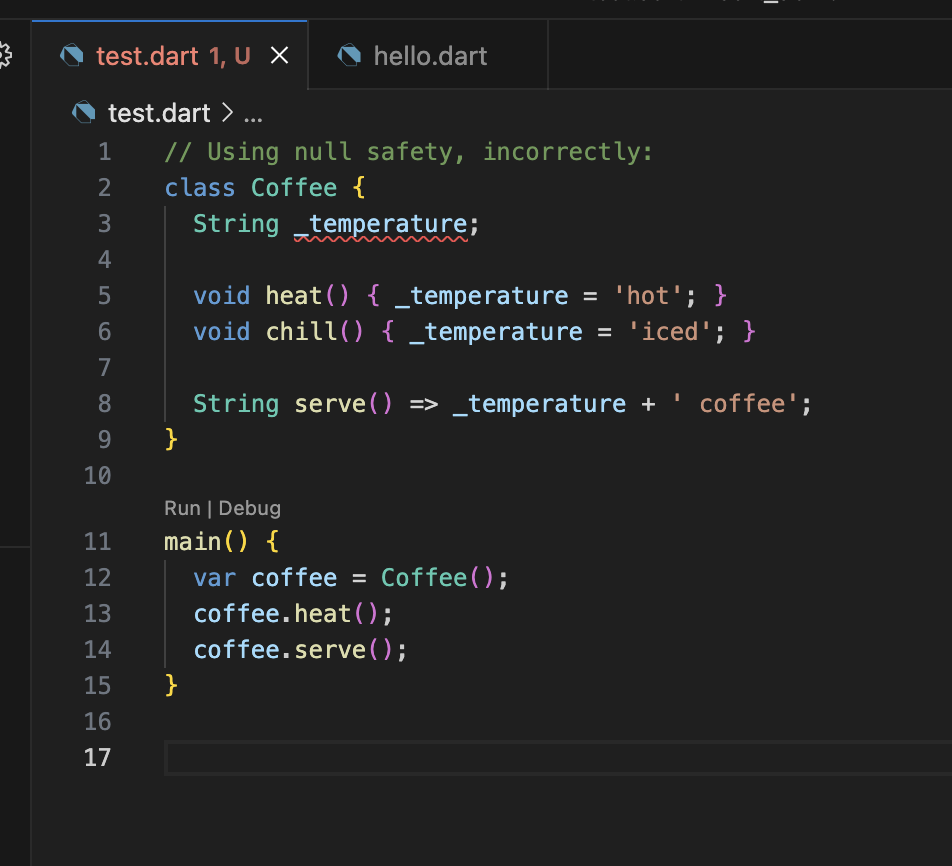 test.dart 1, U
hello.dart
test.dart > ...
1 // Using null safety, incorrectly:
2 class Coffee {
3 String _temperature;
4
5 void heat() { _temperature = 'hot'; }
6 void chill() { _temperature = 'iced'; }
7
8 String serve() => _temperature + ' coffee';
9 }
10
Run | Debug
11 main() {
12 var coffee = Coffee();
13 coffee.heat();
14 coffee.serve();
15 }
16
17